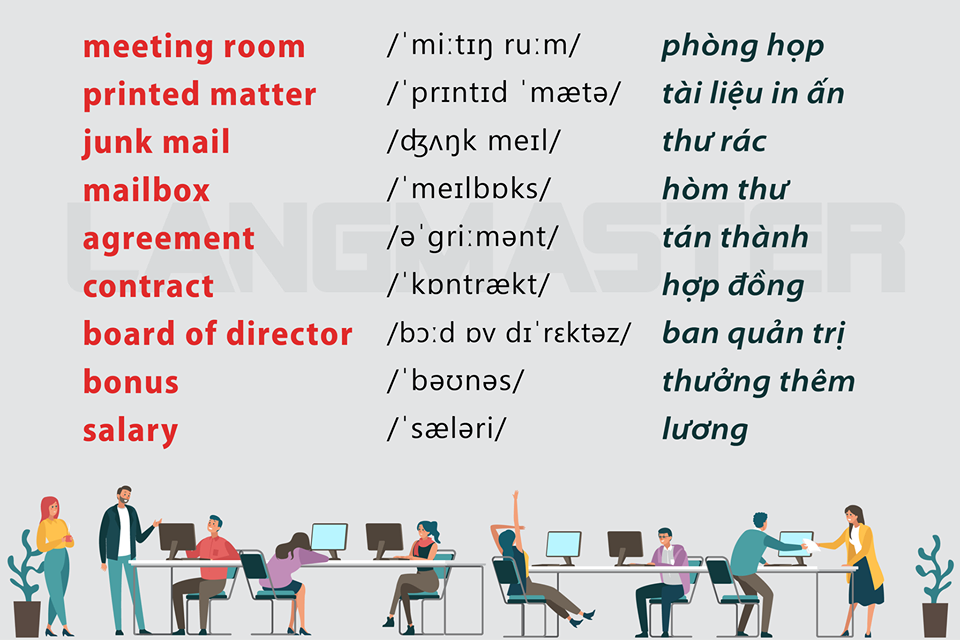 meeting room /ˈmiːtɪŋ ruːm/ phòng họp
printed matter /ˈprɪntɪd ˈmætə/ tài liệu in ấn
junk mail /ʤʌŋk meɪl/ thư rác
mailbox /ˈmeɪlbɒks/ hòm thư
agreement /əˈgriːmənt/ tán thành
contract /ˈkɒntrækt/ hợp đồng
board of director /bɔːd ɒv dɪˈrɛktəz/ ban quản trị
bonus /ˈbəʊnəs/ thưởng thêm
salary /ˈsæləri/ lương
LANGMASTER